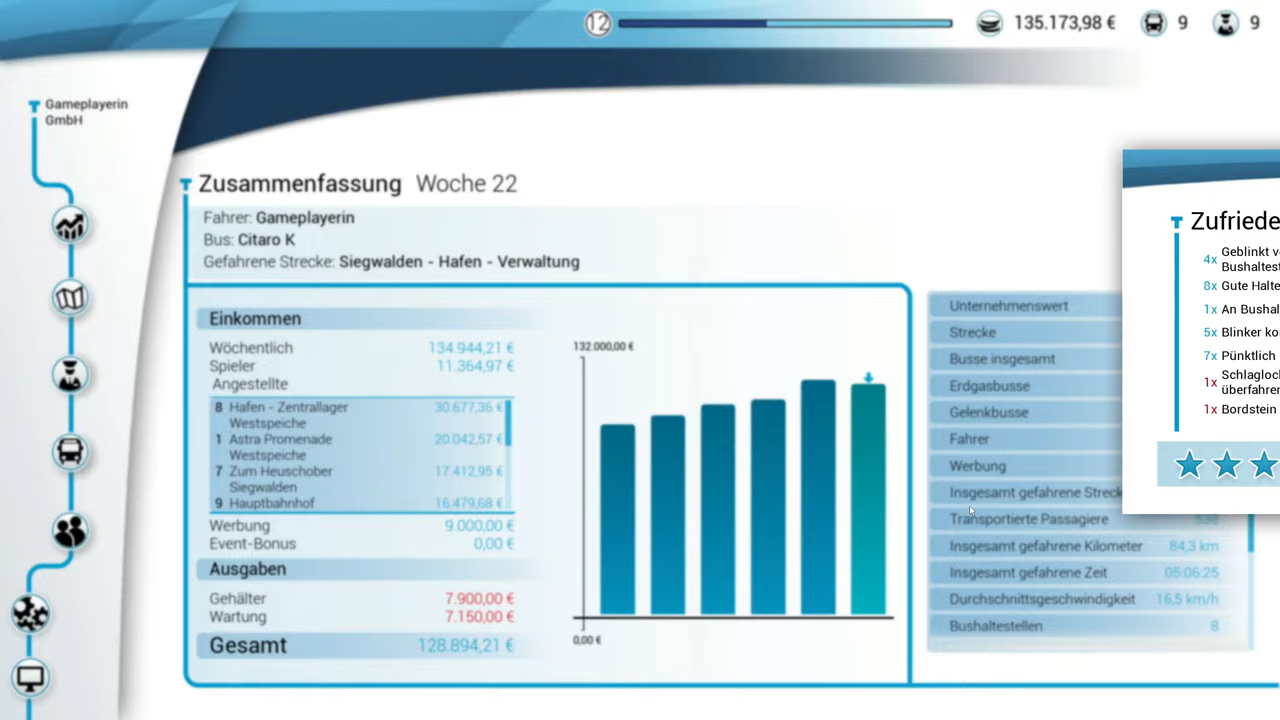 12
135.173,98 €
9
9
Gameplayerin
GmbH
Zusammenfassung Woche 22
Fahrer: Gameplayerin
Bus: Citaro K
Gefahrene Strecke: Siegwalden - Hafen - Verwaltung
Einkommen
Wöchentlich 134.944,21 €
Spieler 11.364,97 €
Angestellte
8 Hafen - Zentrallager 30.677,36 €
Westspeiche
1 Astra Promenade 20.042,57 €
Westspeiche
7 Zum Heuschober 17.412,95 €
Siegwalden
9 Hauptbahnhof 16.479,68 €
Werbung 9.000,00 €
Event-Bonus 0,00 €
Ausgaben
Gehälter 7.900,00 €
Wartung 7.150,00 €
Gesamt 128.894,21 €
132.000,00 €
0,00 €
Unternehmenswert
Strecke
Busse insgesamt
Erdgasbusse
Gelenkbusse
Fahrer
Werbung
Insgesamt gefahrene Streck
Transportierte Passagiere
Insgesamt gefahrene Kilometer 84,3 km
Insgesamt gefahrene Zeit 05:06:25
Durchschnittsgeschwindigkeit 16,5 km/h
Bushaltestellen 8
Zufriede
4x Geblinkt v
Bushaltest
8x Gute Halte
1x An Bushal
5x Blinker ko
7x Pünktlich
1x Schlagloc
überfahren
1x Bordstein